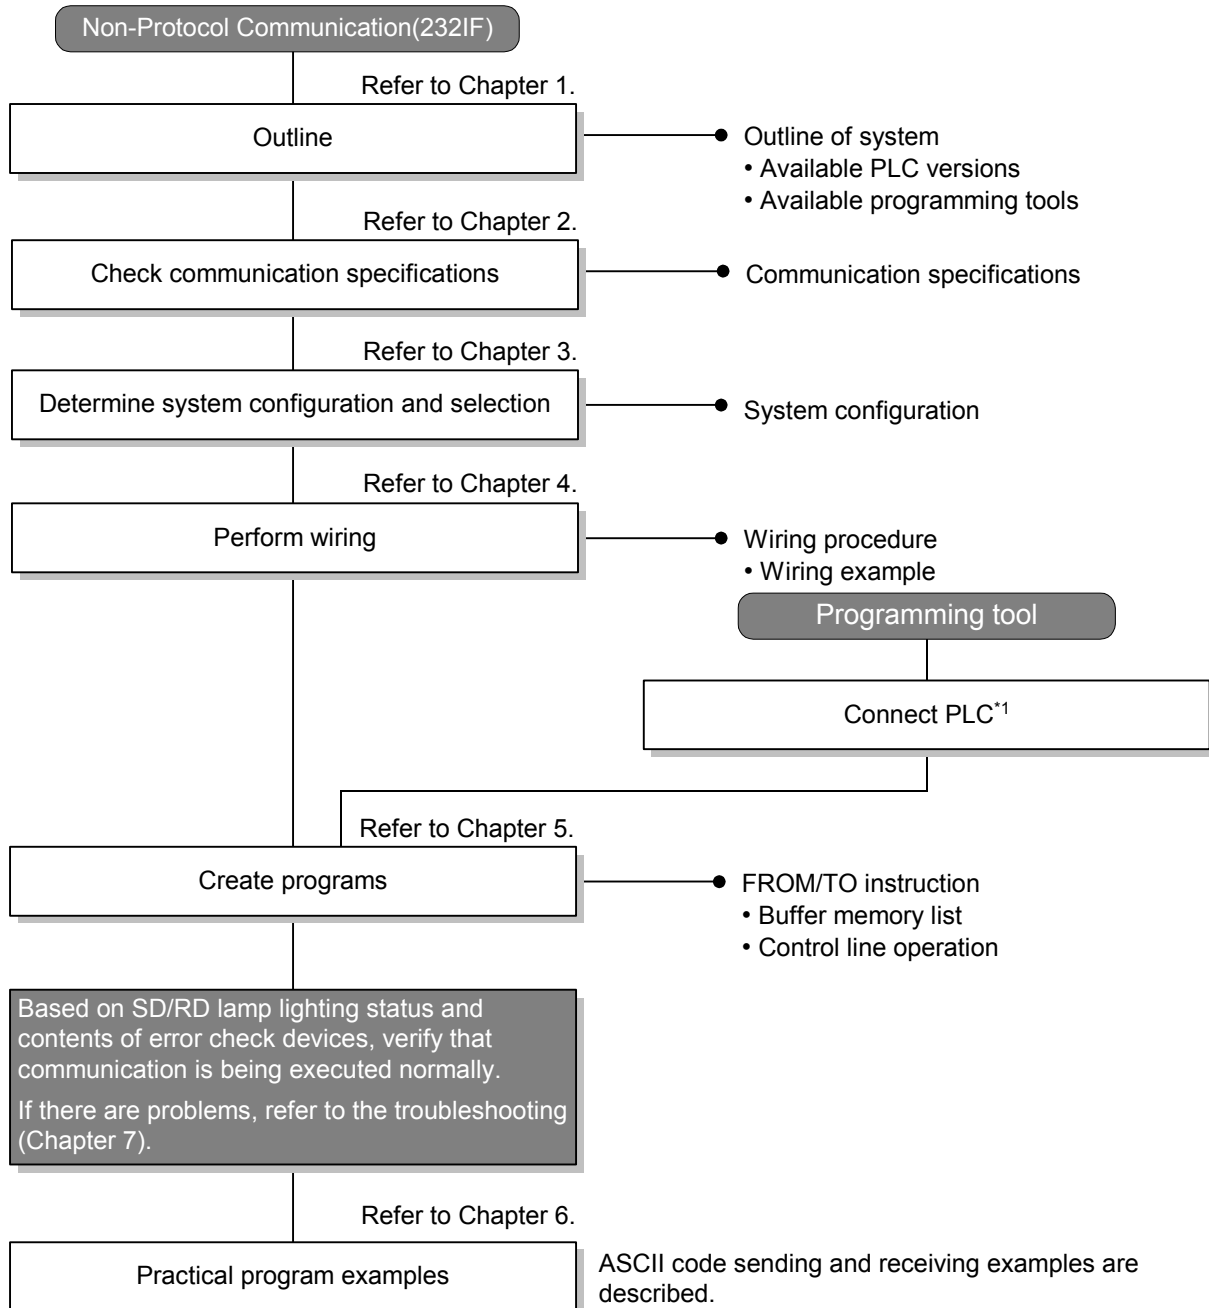 Non-Protocol Communication(232IF)
Refer to Chapter 1.
Outline
Outline of system
• Available PLC versions
• Available programming tools
Refer to Chapter 2.
Check communication specifications
Communication specifications
Refer to Chapter 3.
Determine system configuration and selection
System configuration
Refer to Chapter 4.
Perform wiring
Wiring procedure
• Wiring example
Programming tool
Connect PLC*1
Refer to Chapter 5.
Create programs
FROM/TO instruction
• Buffer memory list
• Control line operation
Based on SD/RD lamp lighting status and
contents of error check devices, verify that
communication is being executed normally.
If there are problems, refer to the troubleshooting
(Chapter 7).
Refer to Chapter 6.
Practical program examples
ASCII code sending and receiving examples are
described.